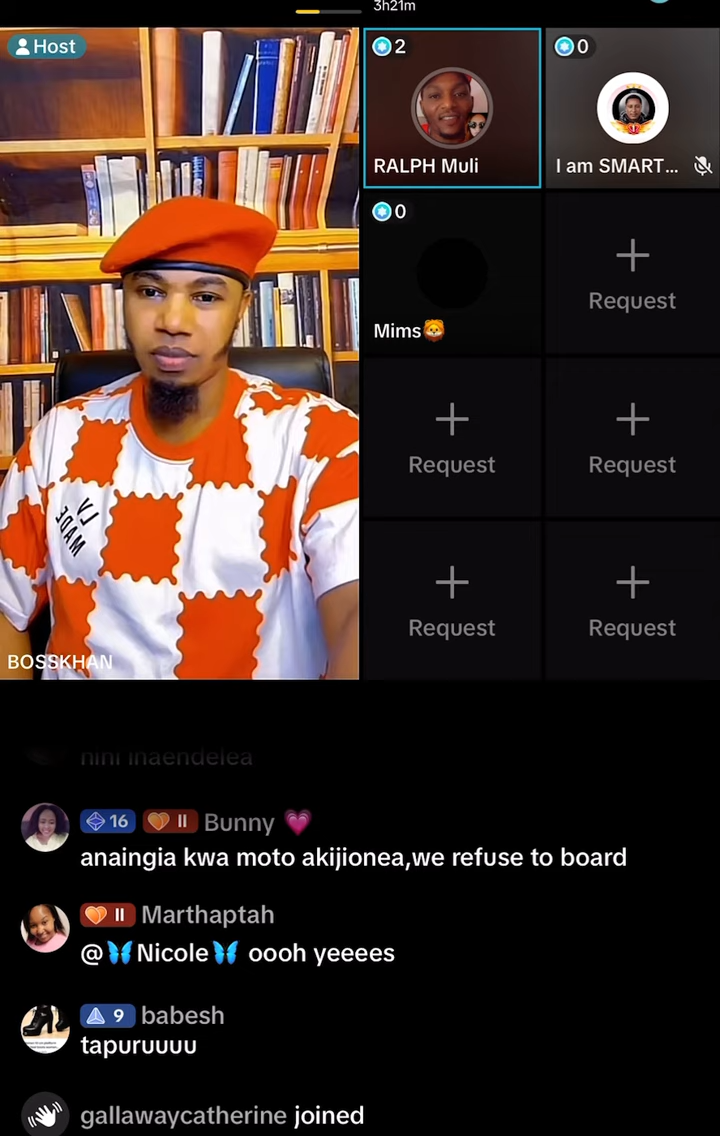 3h21m
Host
2
0
RALPH Muli
I am SMART...
0
Mims🦁
Request
Request
Request
Request
Request
LV
MADE
BOSSKHAN
nini inaendelea
16 II Bunny 💗
anaingia kwa moto akijionea,we refuse to board
II Marthaptah
@🦋Nicole🦋 oooh yeeees
9 babesh
tapuruuuu
gallawaycatherine joined